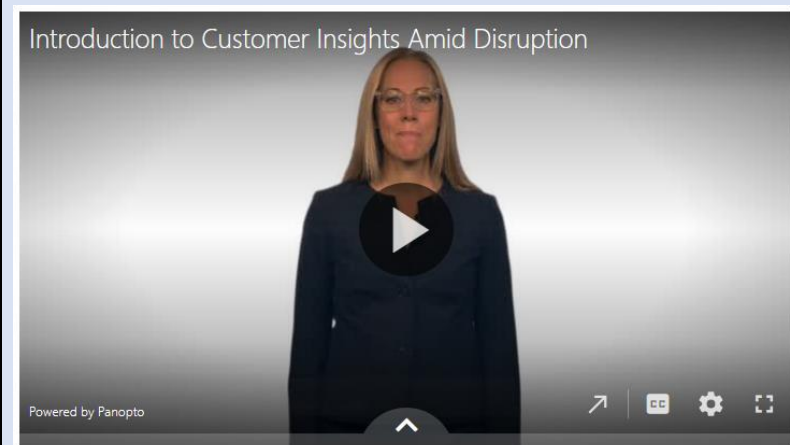 Introduction to Customer Insights Amid Disruption
Powered by Panopto
CC